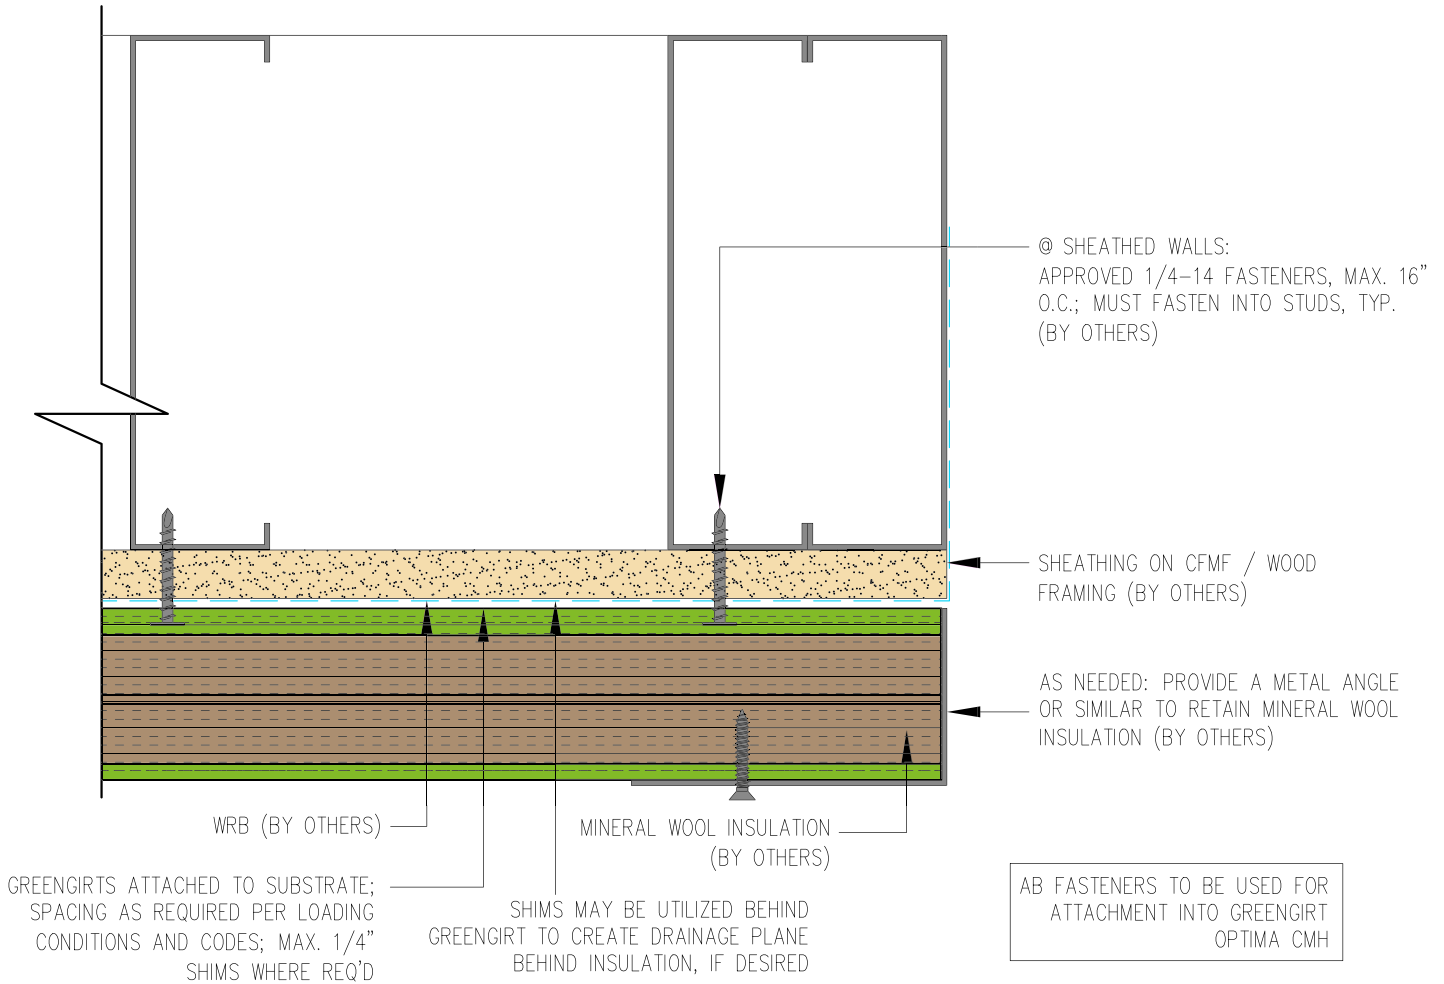 @ SHEATHED WALLS:
APPROVED 1/4-14 FASTENERS, MAX. 16"
O.C.; MUST FASTEN INTO STUDS, TYP.
(BY OTHERS)
SHEATHING ON CFMF / WOOD
FRAMING (BY OTHERS)
AS NEEDED: PROVIDE A METAL ANGLE
OR SIMILAR TO RETAIN MINERAL WOOL
INSULATION (BY OTHERS)
WRB (BY OTHERS)
MINERAL WOOL INSULATION
(BY OTHERS)
GREENGIRTS ATTACHED TO SUBSTRATE;
SPACING AS REQUIRED PER LOADING
CONDITIONS AND CODES; MAX. 1/4"
SHIMS WHERE REQ'D
SHIMS MAY BE UTILIZED BEHIND
GREENGIRT TO CREATE DRAINAGE PLANE
BEHIND INSULATION, IF DESIRED
AB FASTENERS TO BE USED FOR
ATTACHMENT INTO GREENGIRT
OPTIMA CMH